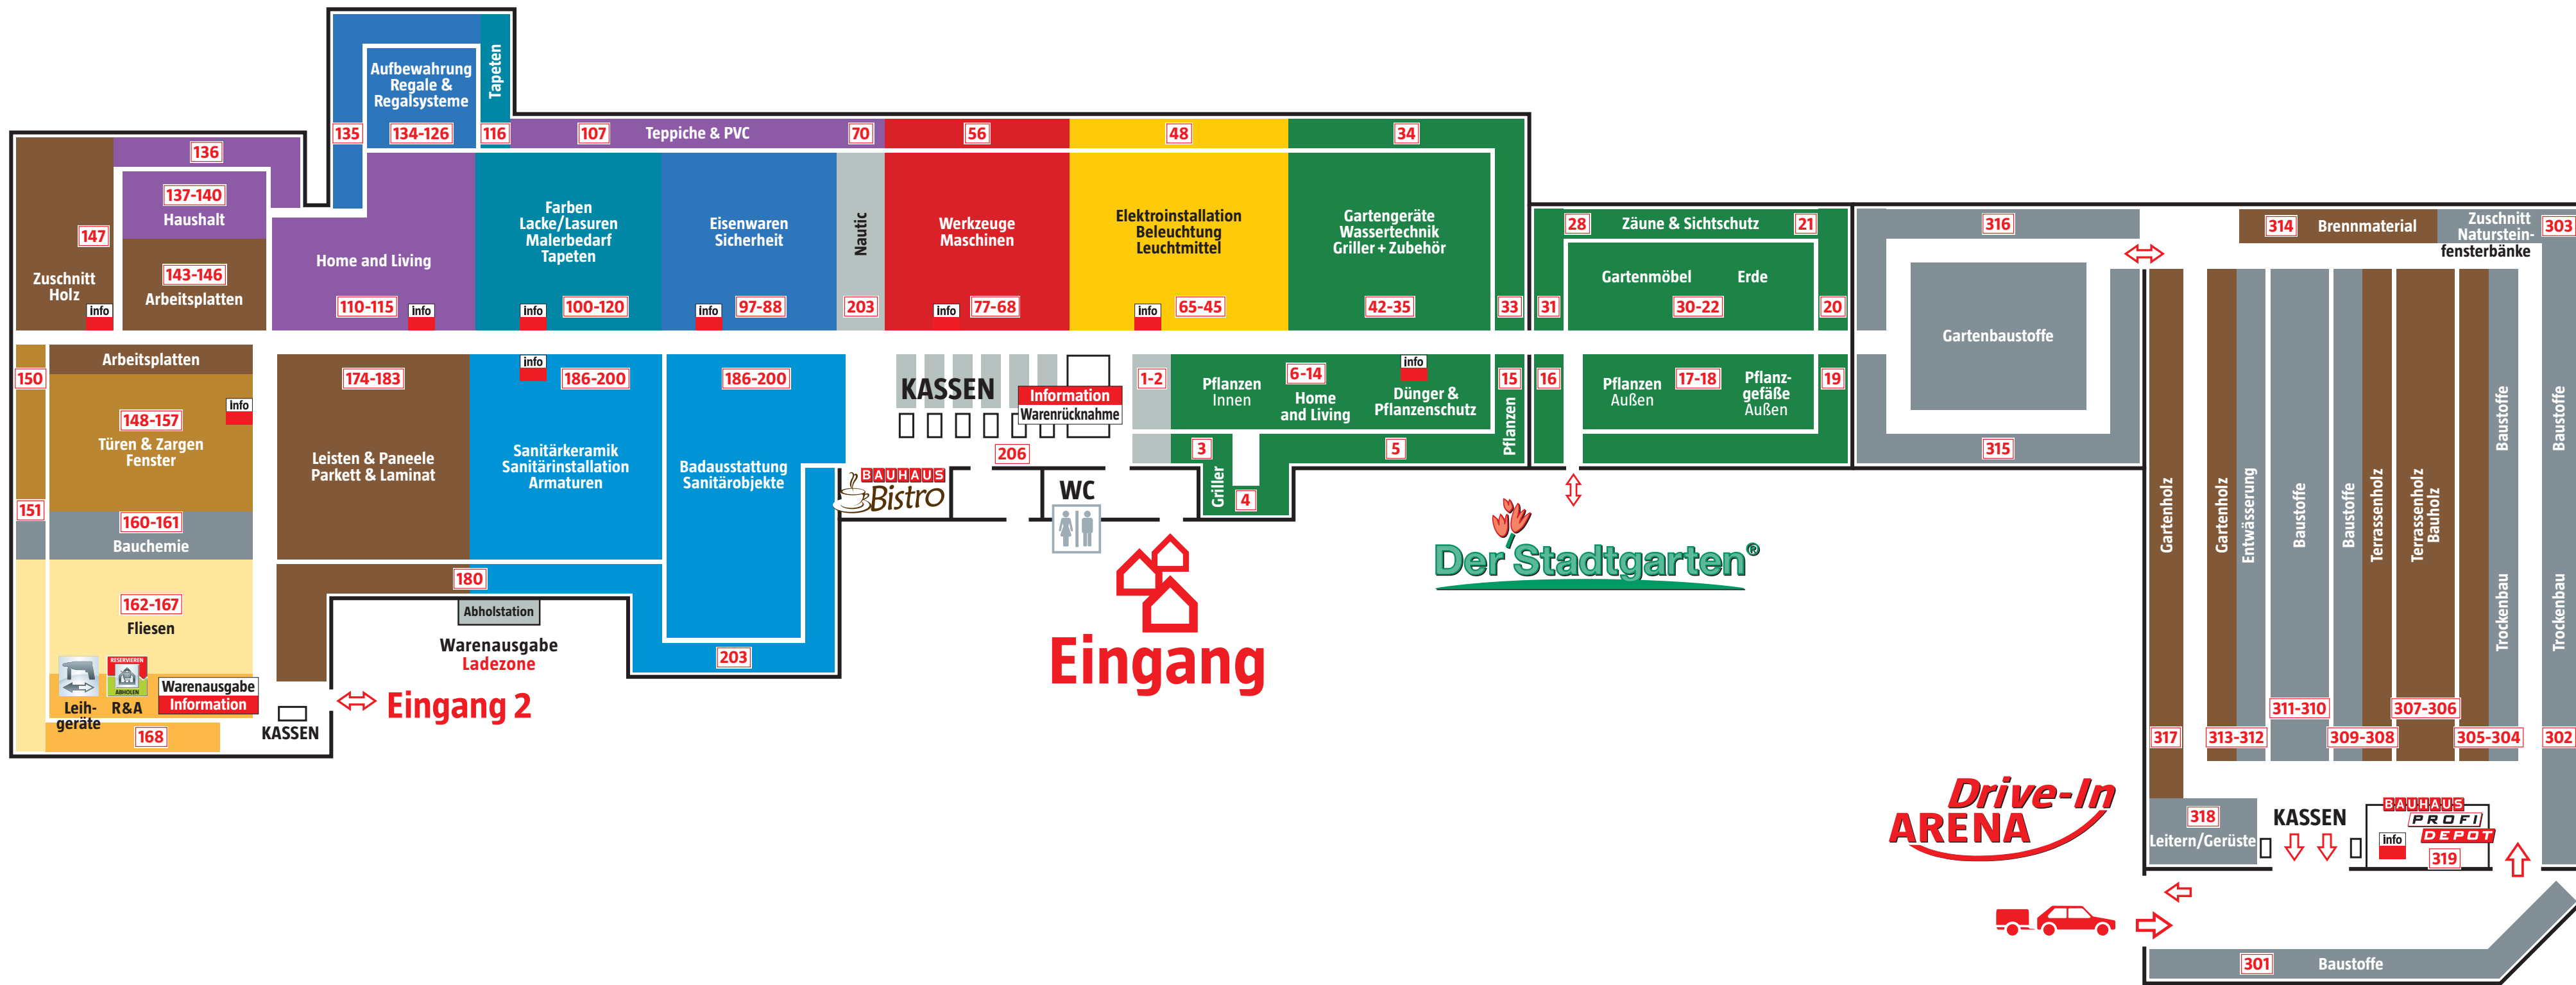 Aufbewahrung
Regale &
Regalsysteme
Tapeten
135
134-126
116
107
Teppiche & PVC
70
56
48
34
136
137-140
Haushalt
147
Zuschnitt
Holz
info
143-146
Arbeitsplatten
Home and Living
110-115
info
Farben
Lacke/Lasuren
Malerbedarf
Tapeten
info
100-120
Eisenwaren
Sicherheit
info
97-88
Nautic
203
Werkzeuge
Maschinen
info
77-68
Elektroinstallation
Beleuchtung
Leuchtmittel
info
65-45
Gartengeräte
Wassertechnik
Griller + Zubehör
42-35
33
31
28
Zäune & Sichtschutz
21
Gartenmöbel
Erde
30-22
20
316
Gartenbaustoffe
315
314
Brennmaterial
Zuschnitt
Naturstein-
fensterbänke
303
150
Arbeitsplatten
148-157
Türen & Zargen
Fenster
info
151
160-161
Bauchemie
162-167
Fliesen
Leih-
geräte
RESERVIEREN
ABHOLEN
R&A
Warenausgabe
Information
168
KASSEN
Eingang 2
174-183
Leisten & Paneele
Parkett & Laminat
180
Abholstation
Warenausgabe
Ladezone
info
186-200
Sanitärkeramik
Sanitärinstallation
Armaturen
186-200
Badausstattung
Sanitärobjekte
203
KASSEN
Information
Warenrücknahme
206
BAUHAUS
Bistro
WC
Eingang
1-2
Pflanzen
Innen
6-14
Home
and Living
info
Dünger &
Pflanzenschutz
15
Pflanzen
3
Griller
4
5
16
Pflanzen
Außen
17-18
Pflanz-
gefäße
Außen
19
Der Stadtgarten®
Gartenholz
317
Gartenholz
Entwässerung
313-312
Baustoffe
311-310
Baustoffe
Terrassenholz
309-308
Terrassenholz
Bauholz
307-306
Baustoffe
Trockenbau
305-304
Baustoffe
Trockenbau
302
318
Leitern/Gerüste
KASSEN
BAUHAUS
PROFI
DEPOT
info
319
Drive-In
ARENA
301
Baustoffe